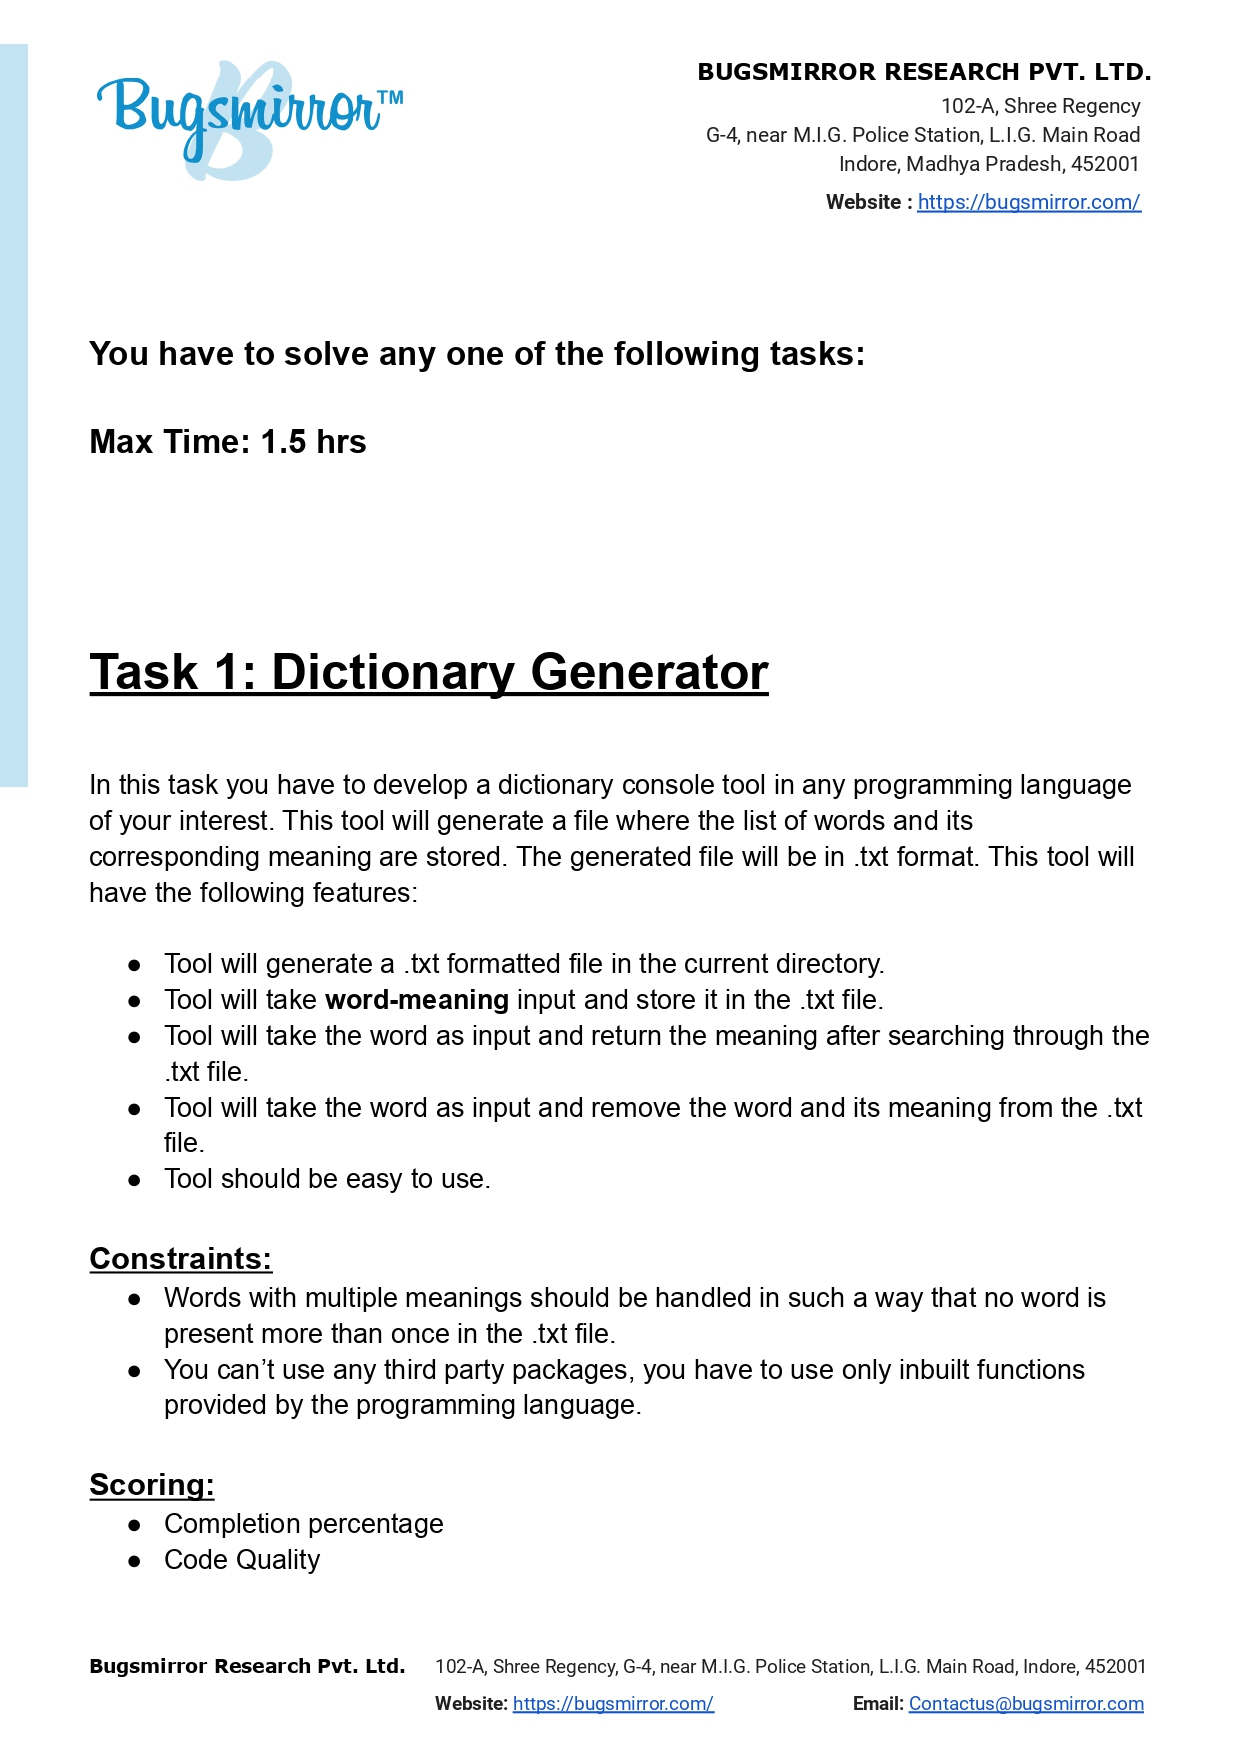 Bugsmirror™
BUGSMIRROR RESEARCH PVT. LTD.
102-A, Shree Regency
G-4, near M.I.G. Police Station, L.I.G. Main Road
Indore, Madhya Pradesh, 452001
Website : https://bugsmirror.com/
You have to solve any one of the following tasks:
Max Time: 1.5 hrs
Task 1: Dictionary Generator
In this task you have to develop a dictionary console tool in any programming language
of your interest. This tool will generate a file where the list of words and its
corresponding meaning are stored. The generated file will be in .txt format. This tool will
have the following features:
● Tool will generate a .txt formatted file in the current directory.
● Tool will take word-meaning input and store it in the .txt file.
● Tool will take the word as input and return the meaning after searching through the
.txt file.
● Tool will take the word as input and remove the word and its meaning from the .txt
file.
● Tool should be easy to use.
Constraints:
● Words with multiple meanings should be handled in such a way that no word is
present more than once in the .txt file.
● You can’t use any third party packages, you have to use only inbuilt functions
provided by the programming language.
Scoring:
● Completion percentage
● Code Quality
Bugsmirror Research Pvt. Ltd. 102-A, Shree Regency, G-4, near M.I.G. Police Station, L.I.G. Main Road, Indore, 452001
Website: https://bugsmirror.com/ Email: Contactus@bugsmirror.com